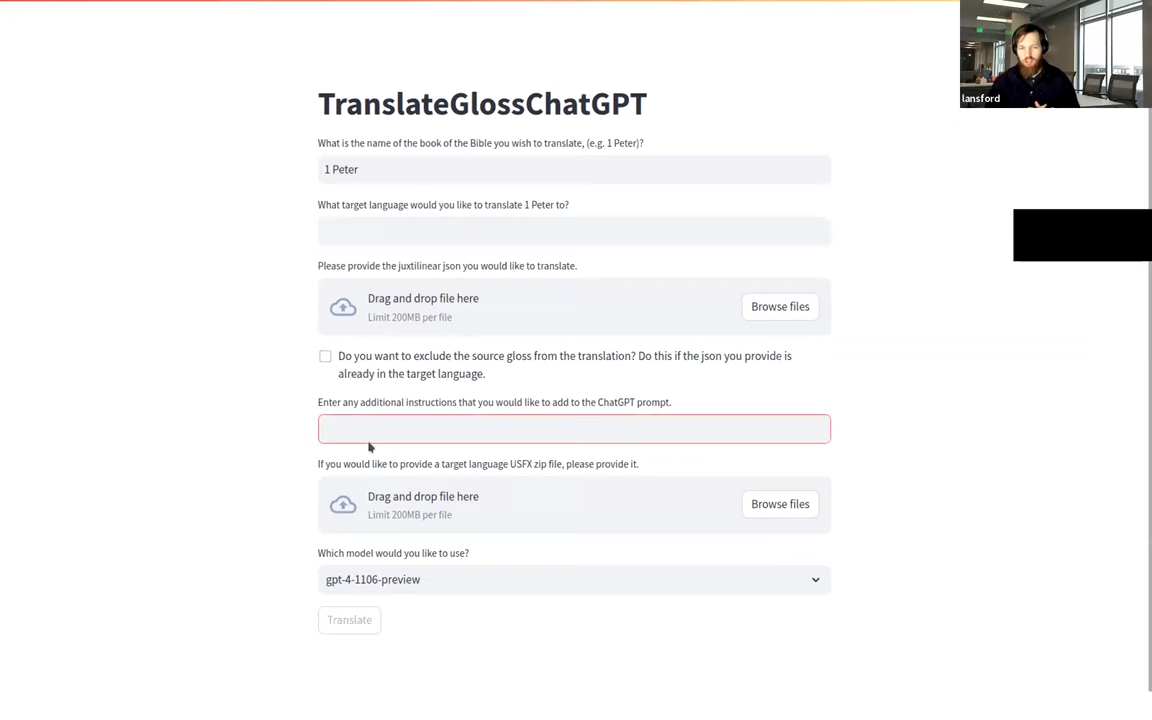 TranslateGlossChatGPT
What is the name of the book of the Bible you wish to translate, (e.g. 1 Peter)?
1 Peter
What target language would you like to translate 1 Peter to?
Please provide the juxtilinear json you would like to translate.
Drag and drop file here
Limit 200MB per file
Browse files
Do you want to exclude the source gloss from the translation? Do this if the json you provide is
already in the target language.
Enter any additional instructions that you would like to add to the ChatGPT prompt.
If you would like to provide a target language USFX zip file, please provide it.
Drag and drop file here
Limit 200MB per file
Browse files
Which model would you like to use?
gpt-4-1106-preview
Translate
lansford